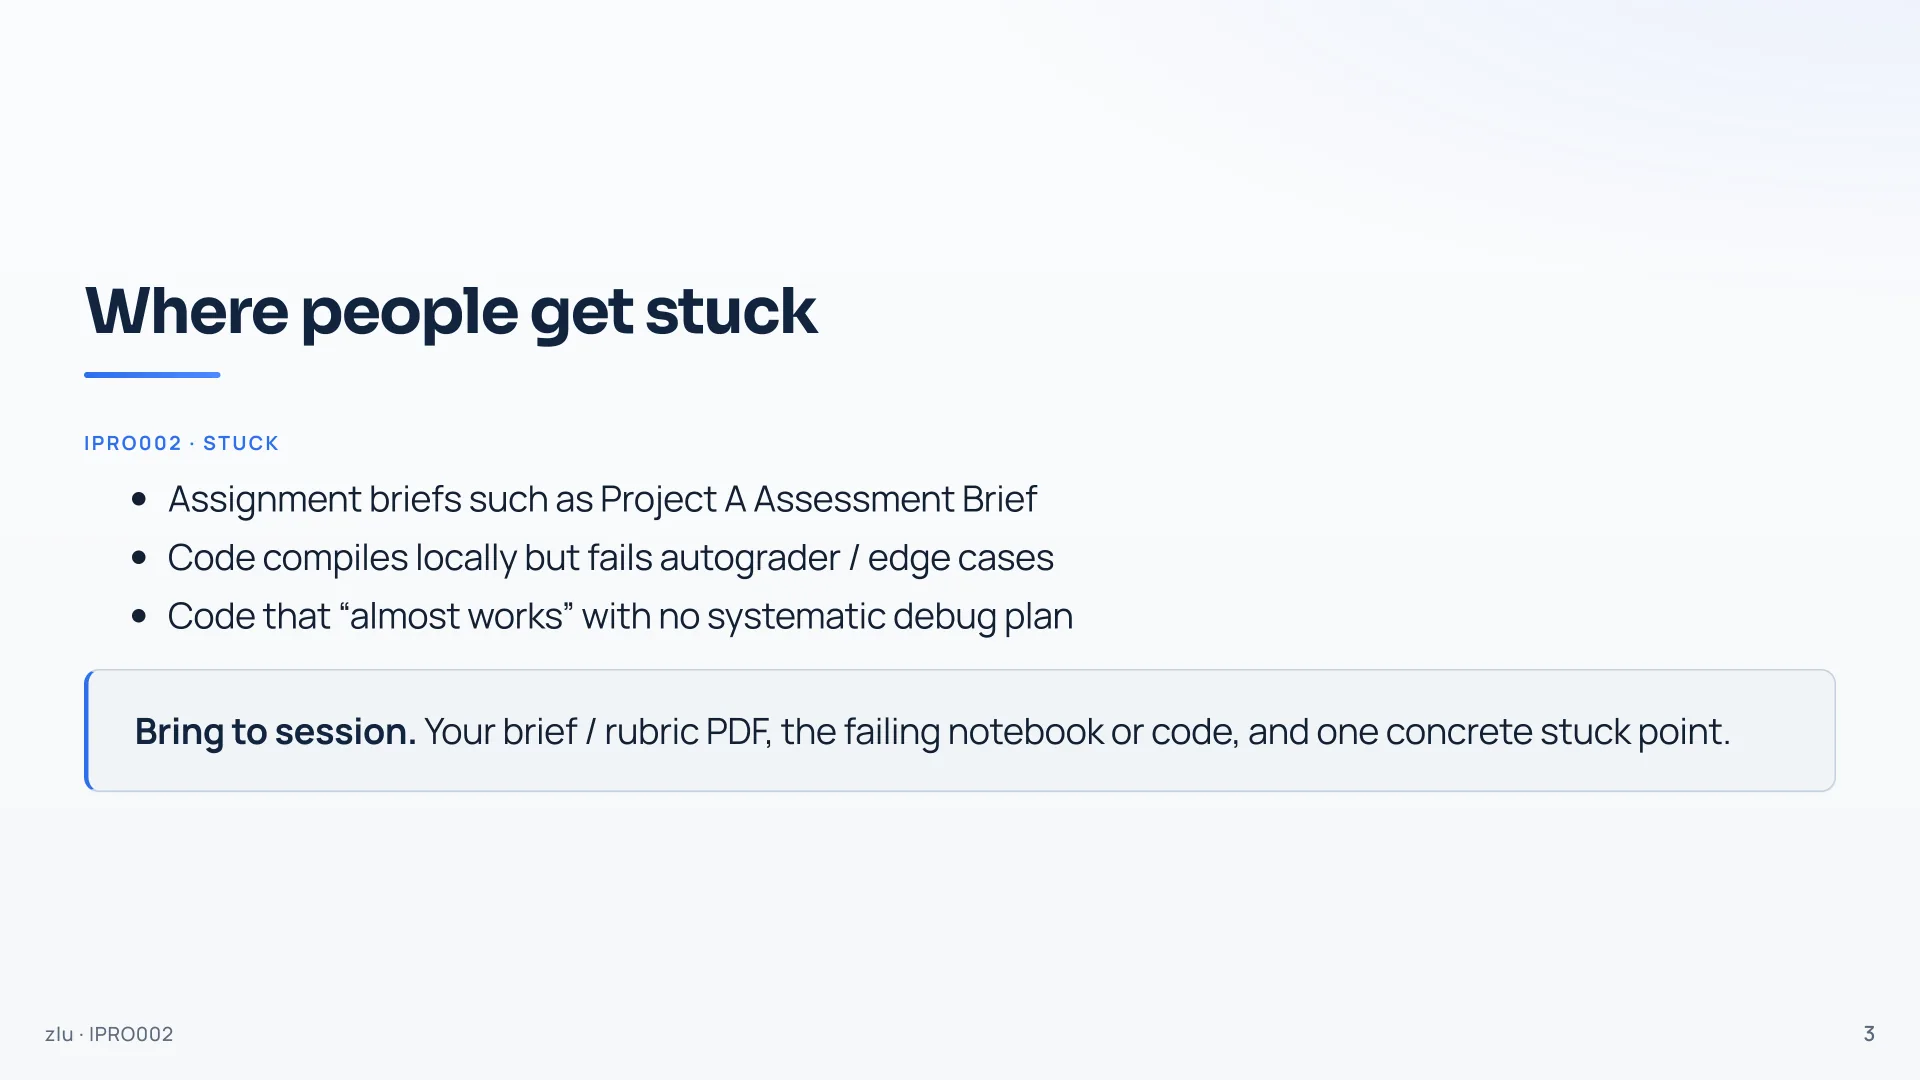 Where people get stuck
IPRO002 · STUCK
• Assignment briefs such as Project A Assessment Brief
• Code compiles locally but fails autograder / edge cases
• Code that “almost works” with no systematic debug plan
Bring to session. Your brief / rubric PDF, the failing notebook or code, and one concrete stuck point.
zlu · IPRO002
3